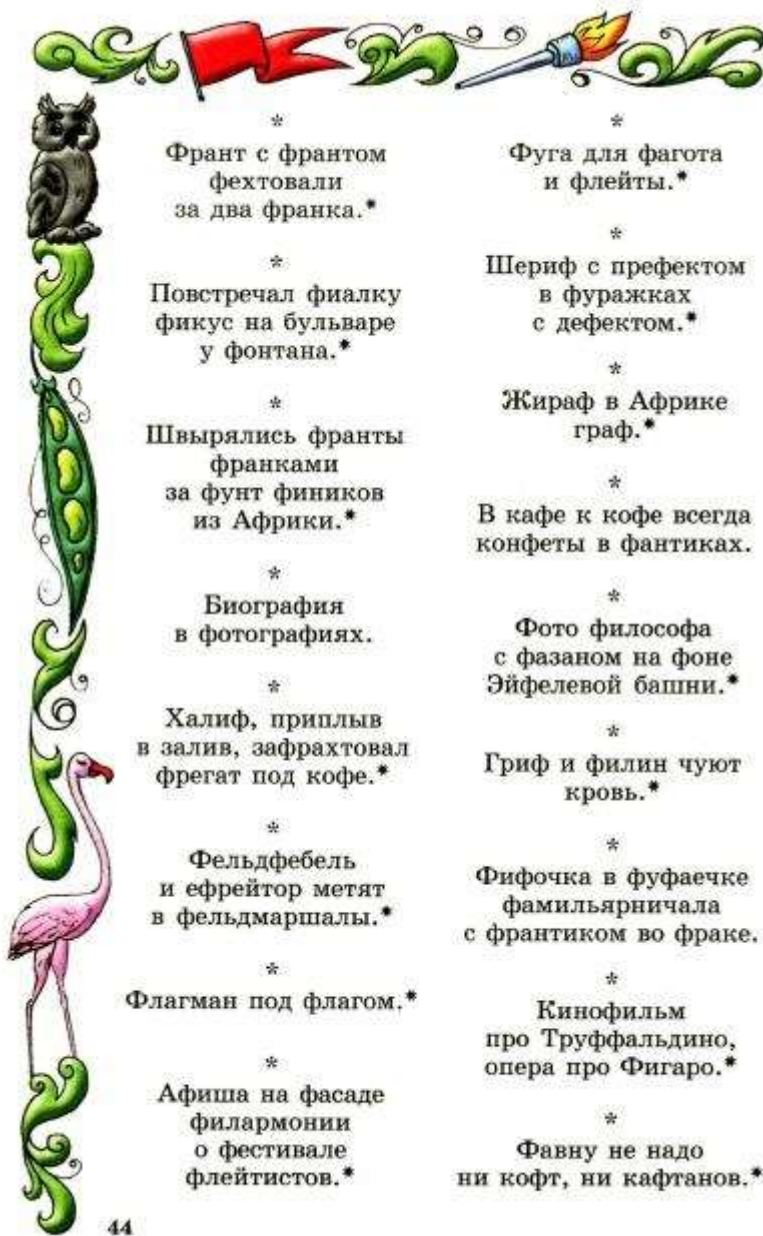 *
Франт с франтом
фехтовали
за два франка.*
*
Повстречал фиалку
фикус на бульваре
у фонтана.*
*
Швырялись франты
франками
за фунт фиников
из Африки.*
*
Биография
в фотографиях.
*
Халиф, приплыв
в залив, зафрахтовал
фрегат под кофе.*
*
Фельдфебель
и ефрейтор метят
в фельдмаршалы.*
*
Флагман под флагом.*
*
Афиша на фасаде
филармонии
о фестивале
флейтистов.*
*
Фуга для фагота
и флейты.*
*
Шериф с префектом
в фуражках
с дефектом.*
*
Жираф в Африке
граф.*
*
В кафе к кофе всегда
конфеты в фантиках.
*
Фото философа
с фазаном на фоне
Эйфелевой башни.*
*
Гриф и филин чуют
кровь.*
*
Фифочка в фуфаечке
фамильярничала
с франтиком во фраке.
*
Кинофильм
про Труффальдино,
опера про Фигаро.*
*
Фавну не надо
ни кофт, ни кафтанов.*
44